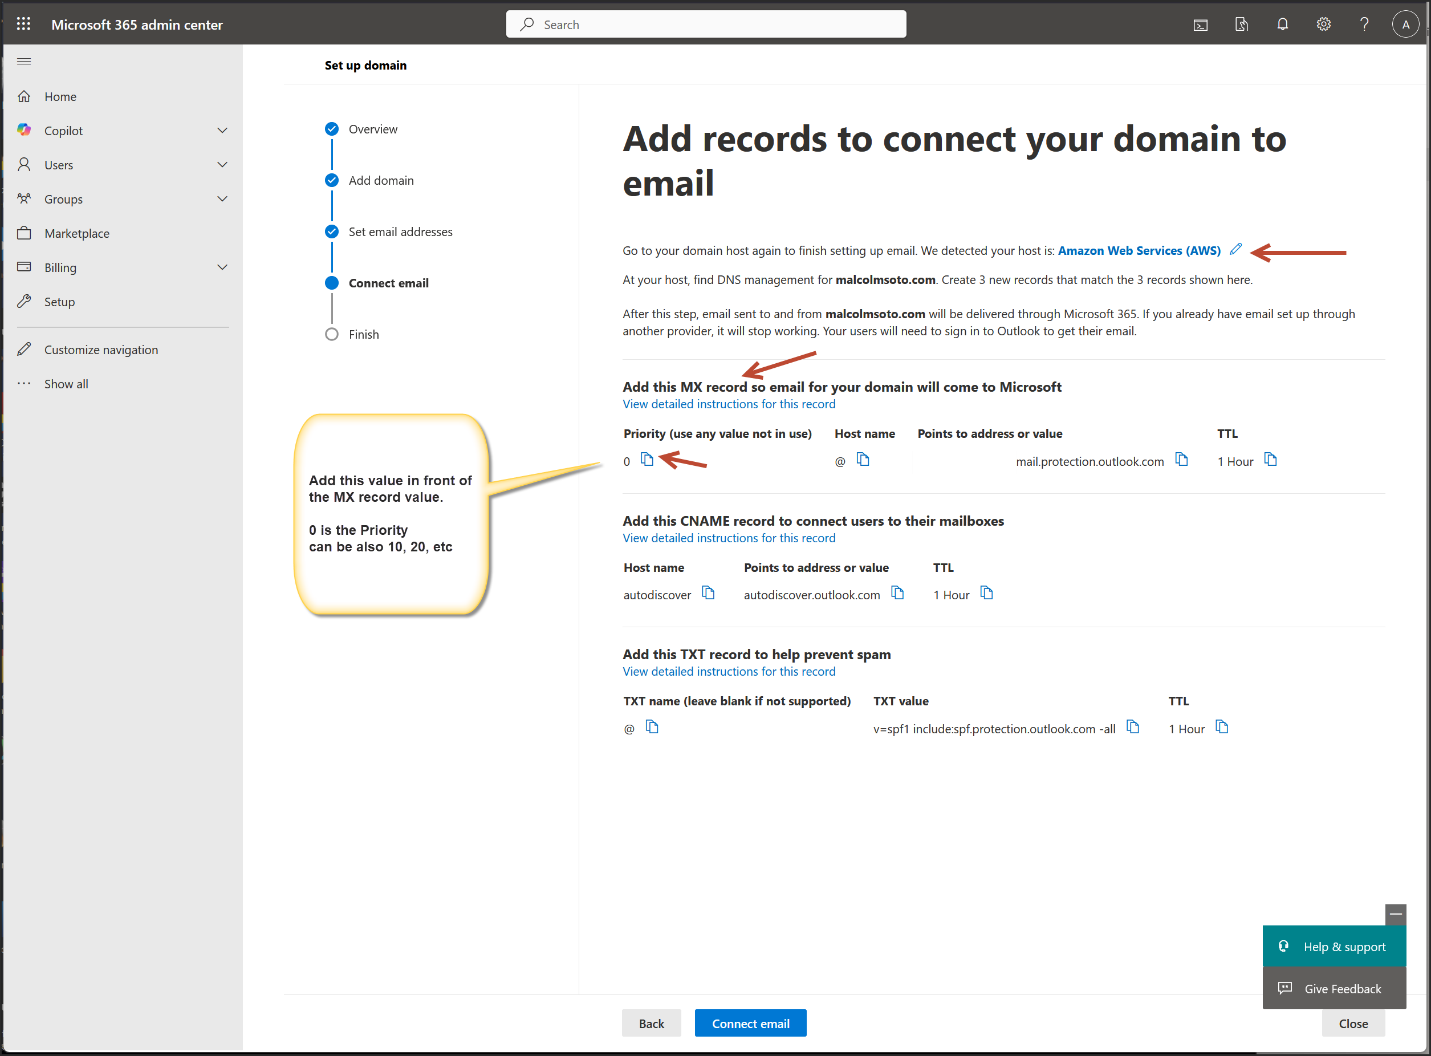 Microsoft 365 admin center
Search
A
Home
Copilot
Users
Groups
Marketplace
Billing
Setup
Customize navigation
Show all
Set up domain
Overview
Add domain
Set email addresses
Connect email
Finish
Add this value in front of
the MX record value.
0 is the Priority
can be also 10, 20, etc
Add records to connect your domain to
email
Go to your domain host again to finish setting up email. We detected your host is: Amazon Web Services (AWS)
At your host, find DNS management for malcolmsoto.com. Create 3 new records that match the 3 records shown here.
After this step, email sent to and from malcolmsoto.com will be delivered through Microsoft 365. If you already have email set up through
another provider, it will stop working. Your users will need to sign in to Outlook to get their email.
Add this MX record so email for your domain will come to Microsoft
View detailed instructions for this record
Priority (use any value not in use) Host name Points to address or value TTL
0 @ mail.protection.outlook.com 1 Hour
Add this CNAME record to connect users to their mailboxes
View detailed instructions for this record
Host name Points to address or value TTL
autodiscover autodiscover.outlook.com 1 Hour
Add this TXT record to help prevent spam
View detailed instructions for this record
TXT name (leave blank if not supported) TXT value TTL
@ v=spf1 include:spf.protection.outlook.com -all 1 Hour
Help & support
Give Feedback
Back Connect email Close